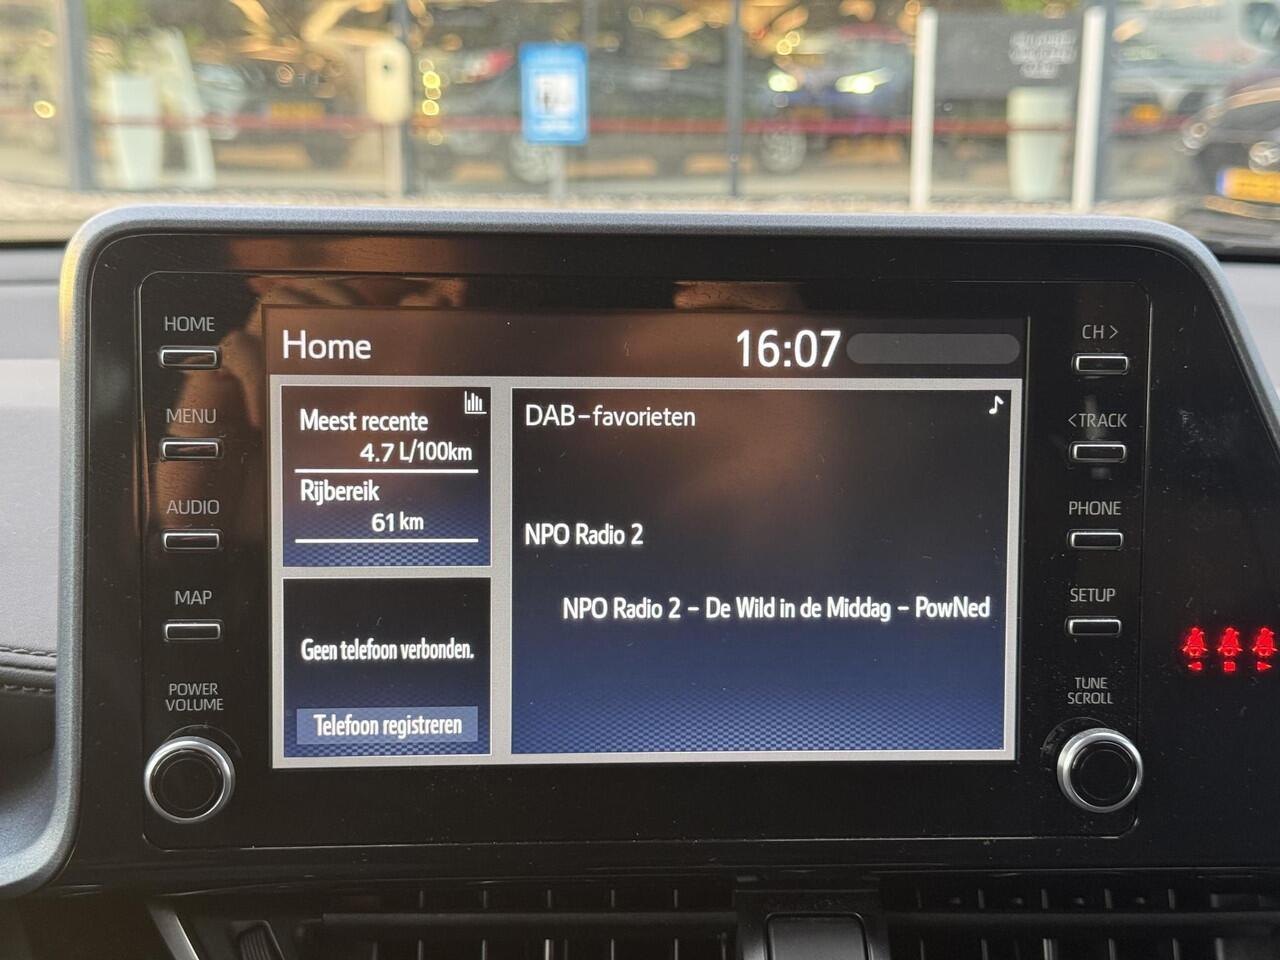 HOME
MENU
AUDIO
MAP
POWER
VOLUME
Home
16:07
Meest recente
4.7 L/100km
Rijbereik
61 km
Geen telefoon verbonden.
Telefoon registreren
DAB-favorieten
NPO Radio 2
NPO Radio 2 - De Wild in de Middag - PowNed
CH >
< TRACK
PHONE
SETUP
TUNE
SCROLL